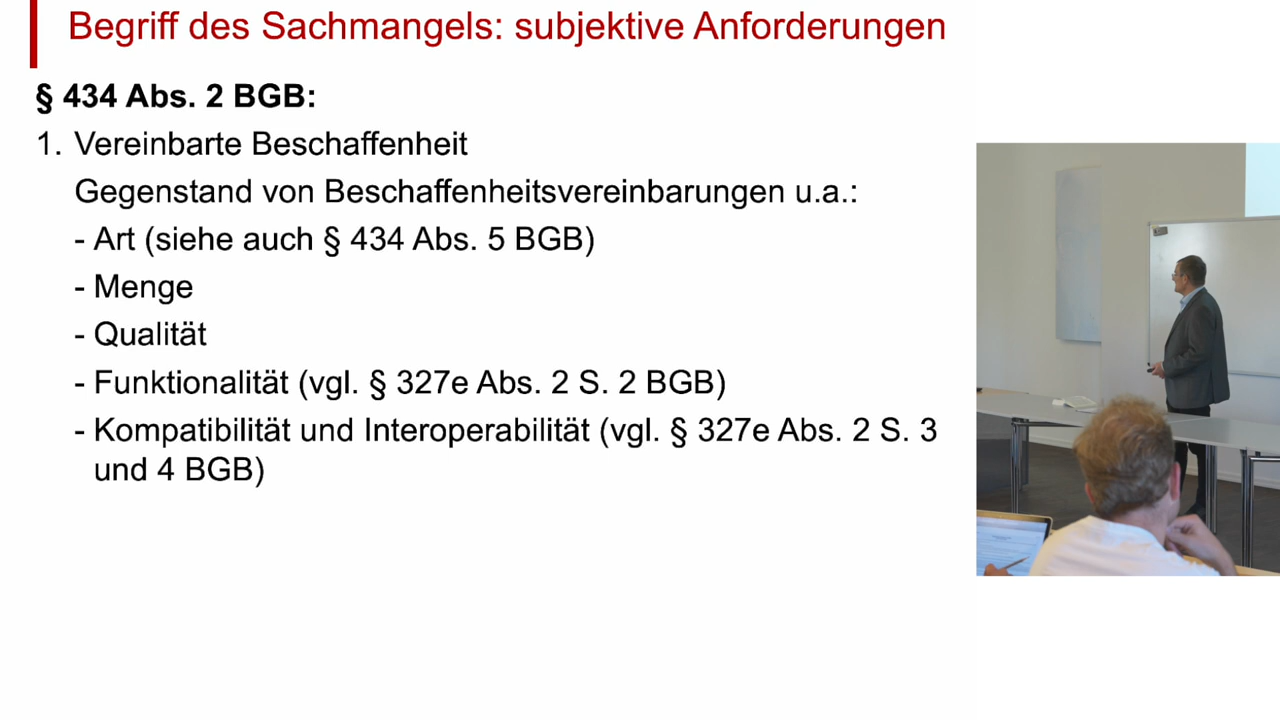 Begriff des Sachmangels: subjektive Anforderungen
§ 434 Abs. 2 BGB:
1. Vereinbarte Beschaffenheit
Gegenstand von Beschaffenheitsvereinbarungen u.a.:
- Art (siehe auch § 434 Abs. 5 BGB)
- Menge
- Qualität
- Funktionalität (vgl. § 327e Abs. 2 S. 2 BGB)
- Kompatibilität und Interoperabilität (vgl. § 327e Abs. 2 S. 3
und 4 BGB)